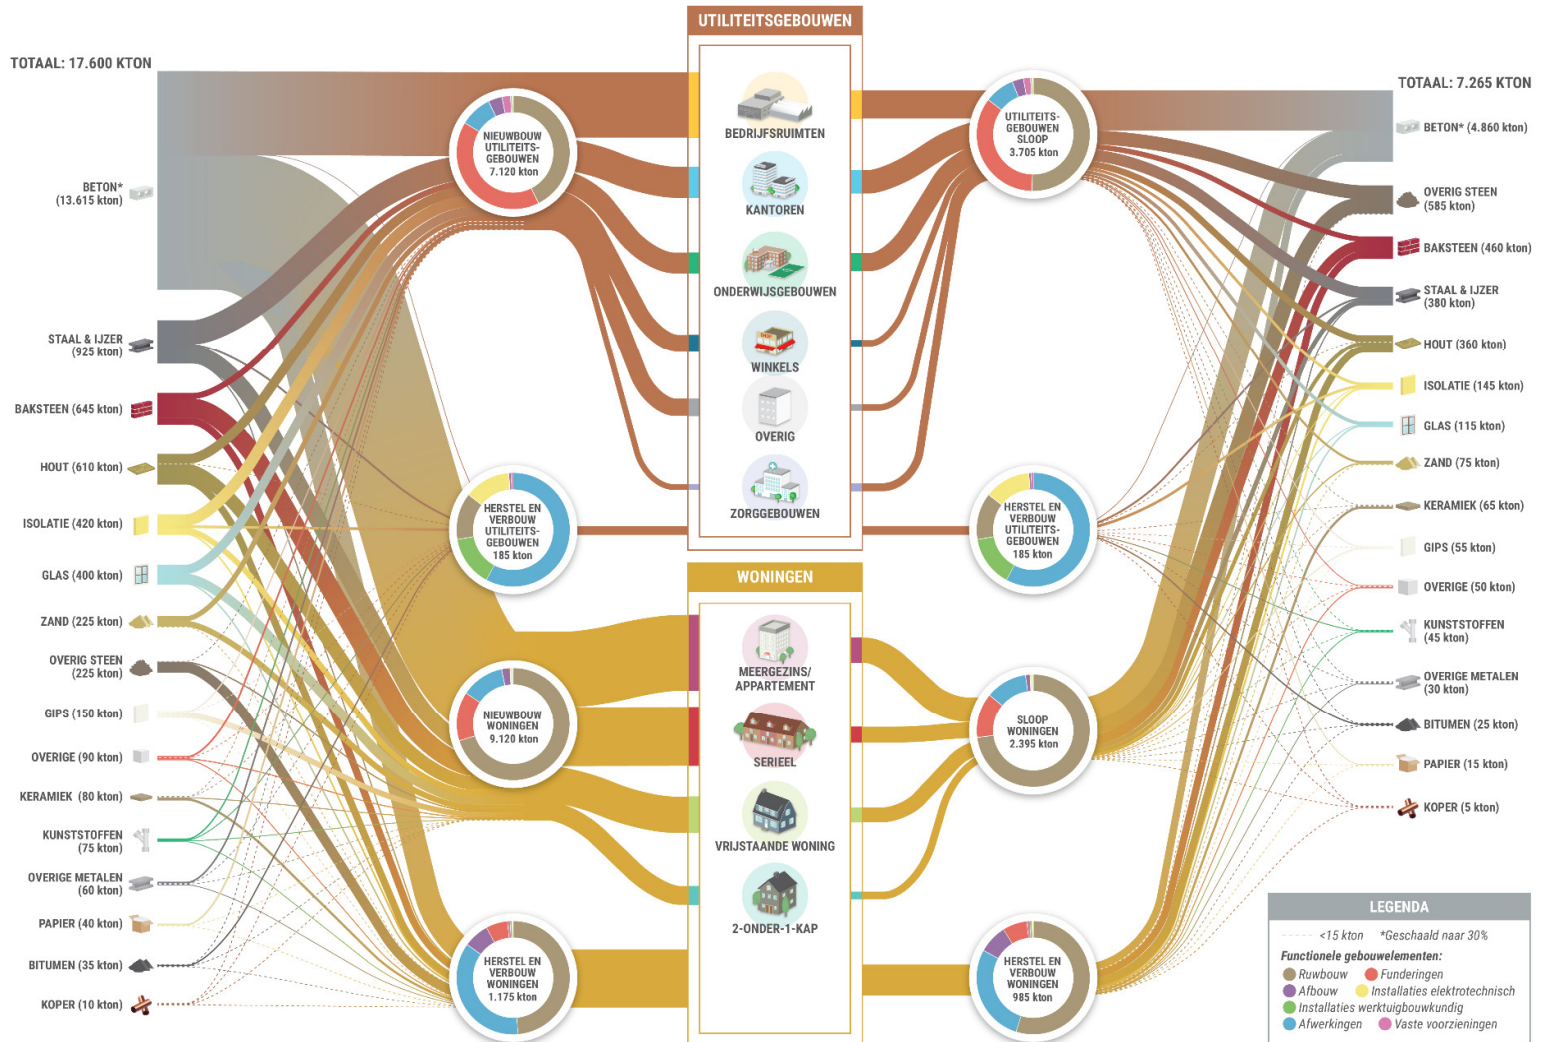 TOTAAL: 17.600 KTON
BETON*
(13.615 kton)
STAAL & IJZER
(925 kton)
BAKSTEEN (645 kton)
HOUT (610 kton)
ISOLATIE (420 kton)
GLAS (400 kton)
ZAND (225 kton)
OVERIG STEEN
(225 kton)
GIPS (150 kton)
OVERIGE (90 kton)
KERAMIEK (80 kton)
KUNSTSTOFFEN
(75 kton)
OVERIGE METALEN
(60 kton)
PAPIER (40 kton)
BITUMEN (35 kton)
KOPER (10 kton)
NIEUWBOUW
UTILITEITS-
GEBOUWEN
7.120 kton
HERSTEL EN
VERBOUW
UTILITEITS-
GEBOUWEN
185 kton
NIEUWBOUW
WONINGEN
9.120 kton
HERSTEL EN
VERBOUW
WONINGEN
1.175 kton
UTILITEITSGEBOUWEN
BEDRIJFSRUIMTEN
KANTOREN
ONDERWIJSGEBOUWEN
WINKELS
OVERIG
ZORGGEBOUWEN
WONINGEN
MEERGEZINS/
APPARTEMENT
SERIEEL
VRIJSTAANDE WONING
2-ONDER-1-KAP
UTILITEITS-
GEBOUWEN
SLOOP
3.705 kton
HERSTEL EN
VERBOUW
UTILITEITS-
GEBOUWEN
185 kton
SLOOP
WONINGEN
2.395 kton
HERSTEL EN
VERBOUW
WONINGEN
985 kton
TOTAAL: 7.265 KTON
BETON* (4.860 kton)
OVERIG STEEN
(585 kton)
BAKSTEEN (460 kton)
STAAL & IJZER
(380 kton)
HOUT (360 kton)
ISOLATIE (145 kton)
GLAS (115 kton)
ZAND (75 kton)
KERAMIEK (65 kton)
GIPS (55 kton)
OVERIGE (50 kton)
KUNSTSTOFFEN
(45 kton)
OVERIGE METALEN
(30 kton)
BITUMEN (25 kton)
PAPIER (15 kton)
KOPER (5 kton)
LEGENDA
<15 kton *Geschaald naar 30%
Functionele gebouwelementen:
Ruwbouw Funderingen
Afbouw Installaties elektrotechnisch
Installaties werktuigbouwkundig
Afwerkingen Vaste voorzieningen